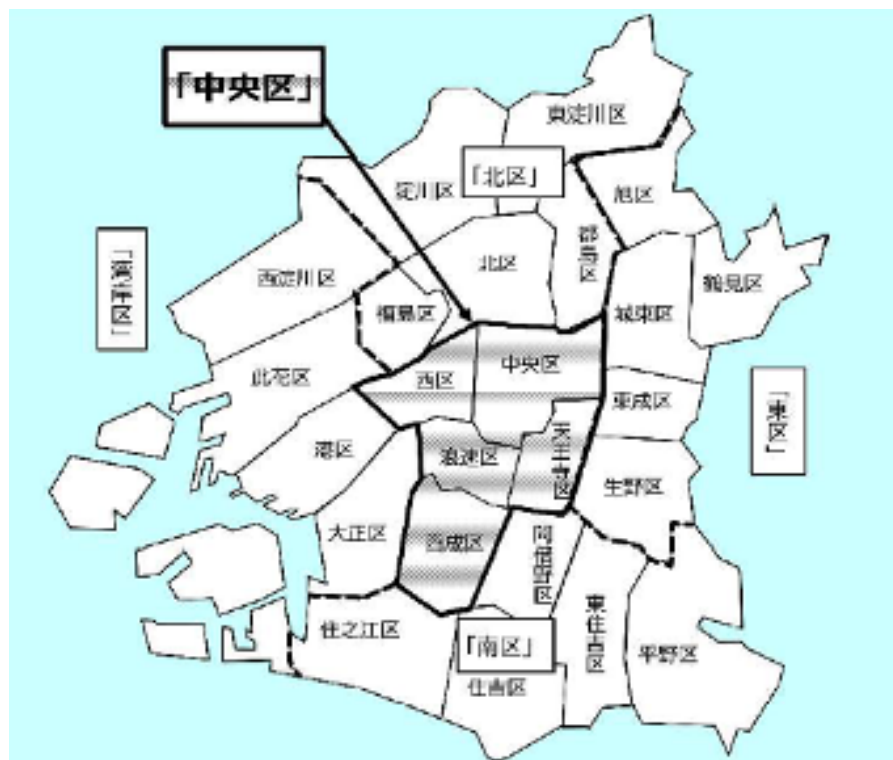 「中央区」
東淀川区
「北区」
淀川区
旭区
都島区
北区
鶴見区
西淀川区
福島区
城東区
中央区
西区
此花区
東成区
「東区」
天王寺区
浪速区
港区
生野区
大正区
西成区
阿倍野区
東住吉区
住之江区
「南区」
平野区
住吉区